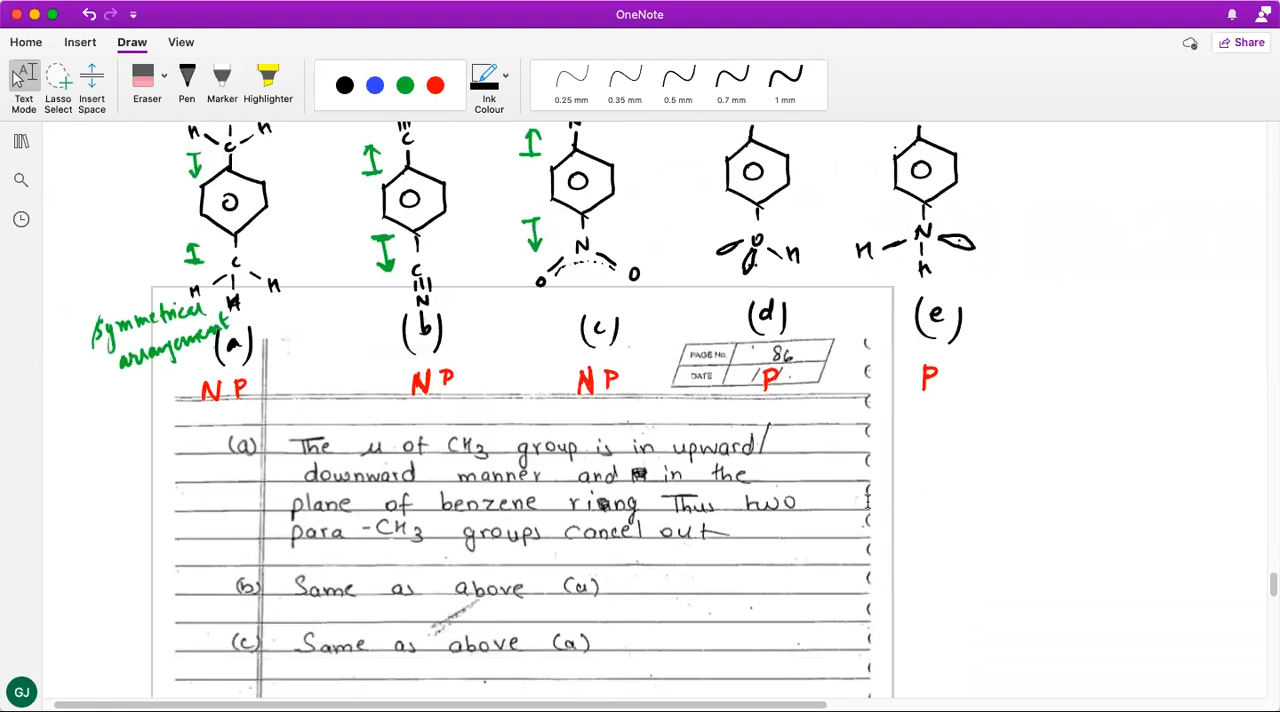 OneNote
Home Insert Draw View
Share
Text Mode
Lasso Select
Insert Space
Eraser
Pen
Marker
Highlighter
Ink Colour
0.25 mm 0.35 mm 0.5 mm 0.7 mm 1 mm
H C H
C
N
O O O O O
N
N H
C C O O H H
H H H
H N
symmetrical arrangement
(a) (b) (c) (d) (e)
PAGE No. 86
DATE / / .
NP NP NP P P
(a) The μ of CH3 group is in upward/
downward manner and in the
plane of benzene ring Thus two
para -CH3 groups cancel out
(b) Same as above (a)
(c) Same as above (a)
GJ